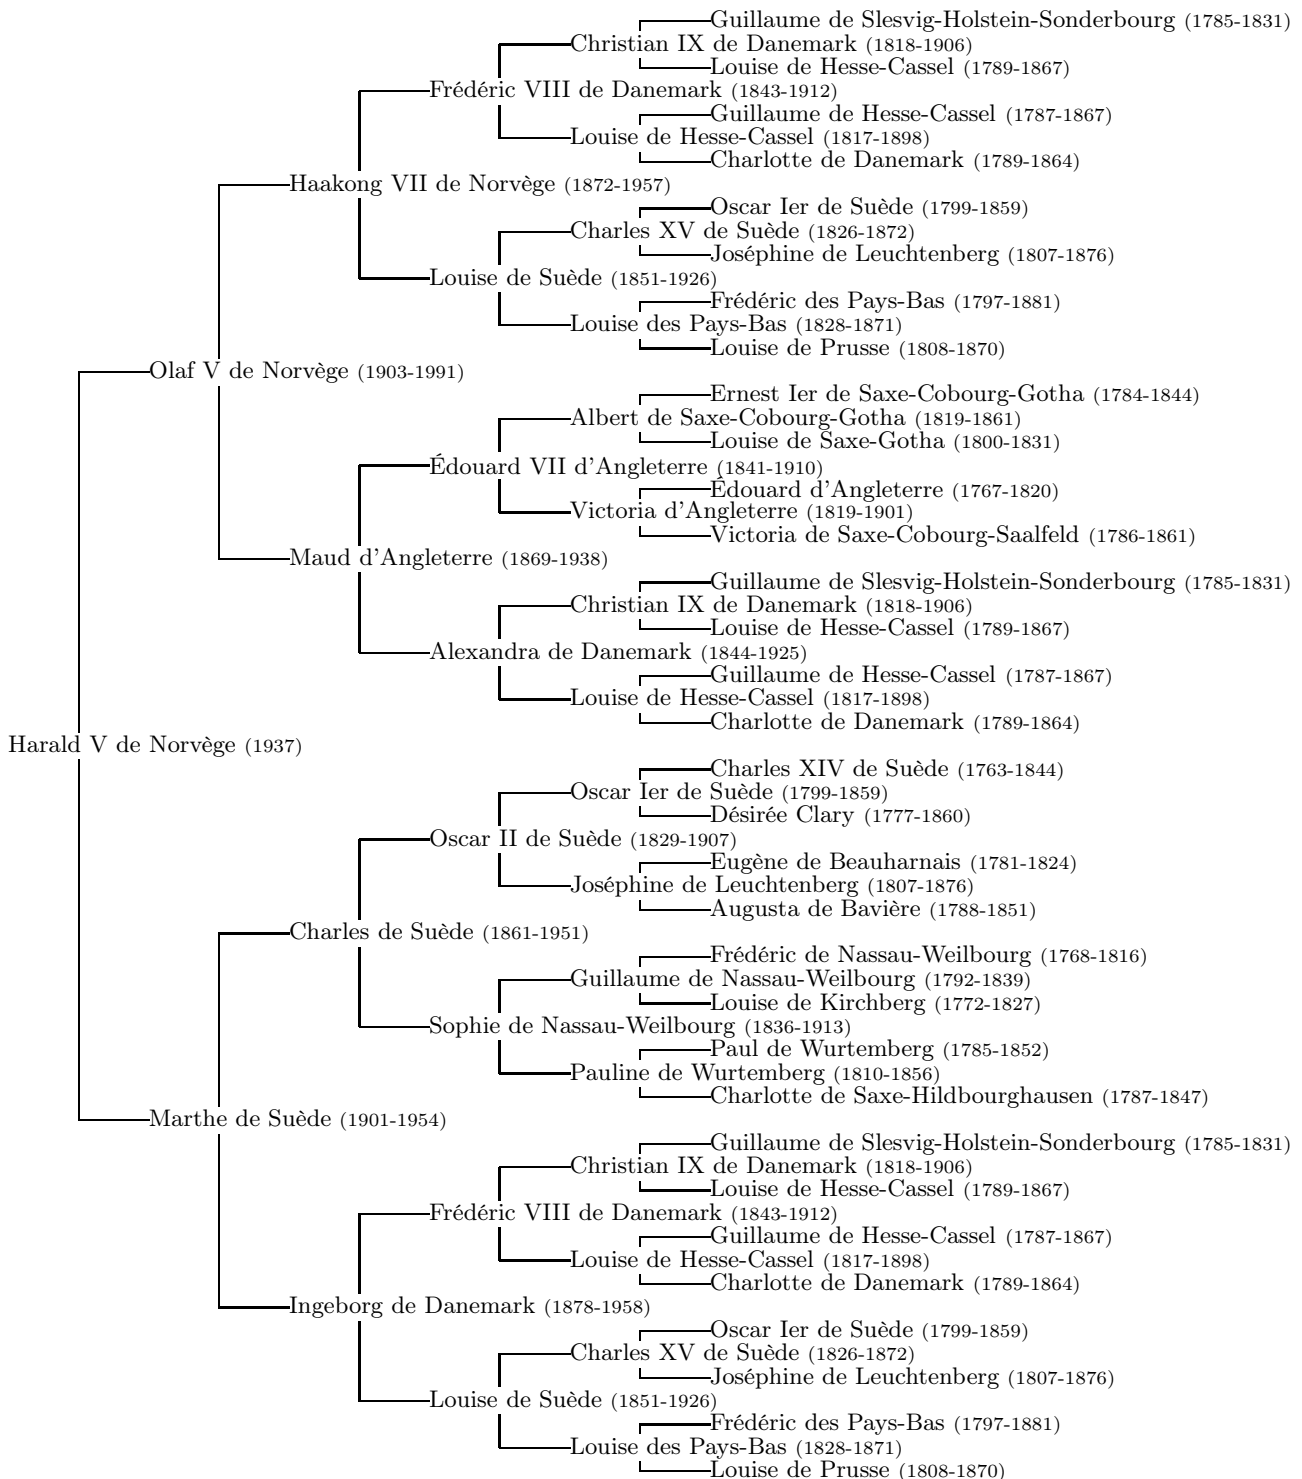 Guillaume de Slesvig-Holstein-Sonderbourg (1785-1831)
Christian IX de Danemark (1818-1906)
Louise de Hesse-Cassel (1789-1867)
Frédéric VIII de Danemark (1843-1912)
Guillaume de Hesse-Cassel (1787-1867)
Louise de Hesse-Cassel (1817-1898)
Charlotte de Danemark (1789-1864)
Haakong VII de Norvège (1872-1957)
Oscar Ier de Suède (1799-1859)
Charles XV de Suède (1826-1872)
Joséphine de Leuchtenberg (1807-1876)
Louise de Suède (1851-1926)
Frédéric des Pays-Bas (1797-1881)
Louise des Pays-Bas (1828-1871)
Louise de Prusse (1808-1870)
Olaf V de Norvège (1903-1991)
Ernest Ier de Saxe-Cobourg-Gotha (1784-1844)
Albert de Saxe-Cobourg-Gotha (1819-1861)
Louise de Saxe-Gotha (1800-1831)
Édouard VII d'Angleterre (1841-1910)
Édouard d'Angleterre (1767-1820)
Victoria d'Angleterre (1819-1901)
Victoria de Saxe-Cobourg-Saalfeld (1786-1861)
Maud d'Angleterre (1869-1938)
Guillaume de Slesvig-Holstein-Sonderbourg (1785-1831)
Christian IX de Danemark (1818-1906)
Louise de Hesse-Cassel (1789-1867)
Alexandra de Danemark (1844-1925)
Guillaume de Hesse-Cassel (1787-1867)
Louise de Hesse-Cassel (1817-1898)
Charlotte de Danemark (1789-1864)
Harald V de Norvège (1937)
Charles XIV de Suède (1763-1844)
Oscar Ier de Suède (1799-1859)
Désirée Clary (1777-1860)
Oscar II de Suède (1829-1907)
Eugène de Beauharnais (1781-1824)
Joséphine de Leuchtenberg (1807-1876)
Augusta de Bavière (1788-1851)
Charles de Suède (1861-1951)
Frédéric de Nassau-Weilbourg (1768-1816)
Guillaume de Nassau-Weilbourg (1792-1839)
Louise de Kirchberg (1772-1827)
Sophie de Nassau-Weilbourg (1836-1913)
Paul de Wurtemberg (1785-1852)
Pauline de Wurtemberg (1810-1856)
Charlotte de Saxe-Hildbourghausen (1787-1847)
Marthe de Suède (1901-1954)
Guillaume de Slesvig-Holstein-Sonderbourg (1785-1831)
Christian IX de Danemark (1818-1906)
Louise de Hesse-Cassel (1789-1867)
Frédéric VIII de Danemark (1843-1912)
Guillaume de Hesse-Cassel (1787-1867)
Louise de Hesse-Cassel (1817-1898)
Charlotte de Danemark (1789-1864)
Ingeborg de Danemark (1878-1958)
Oscar Ier de Suède (1799-1859)
Charles XV de Suède (1826-1872)
Joséphine de Leuchtenberg (1807-1876)
Louise de Suède (1851-1926)
Frédéric des Pays-Bas (1797-1881)
Louise des Pays-Bas (1828-1871)
Louise de Prusse (1808-1870)